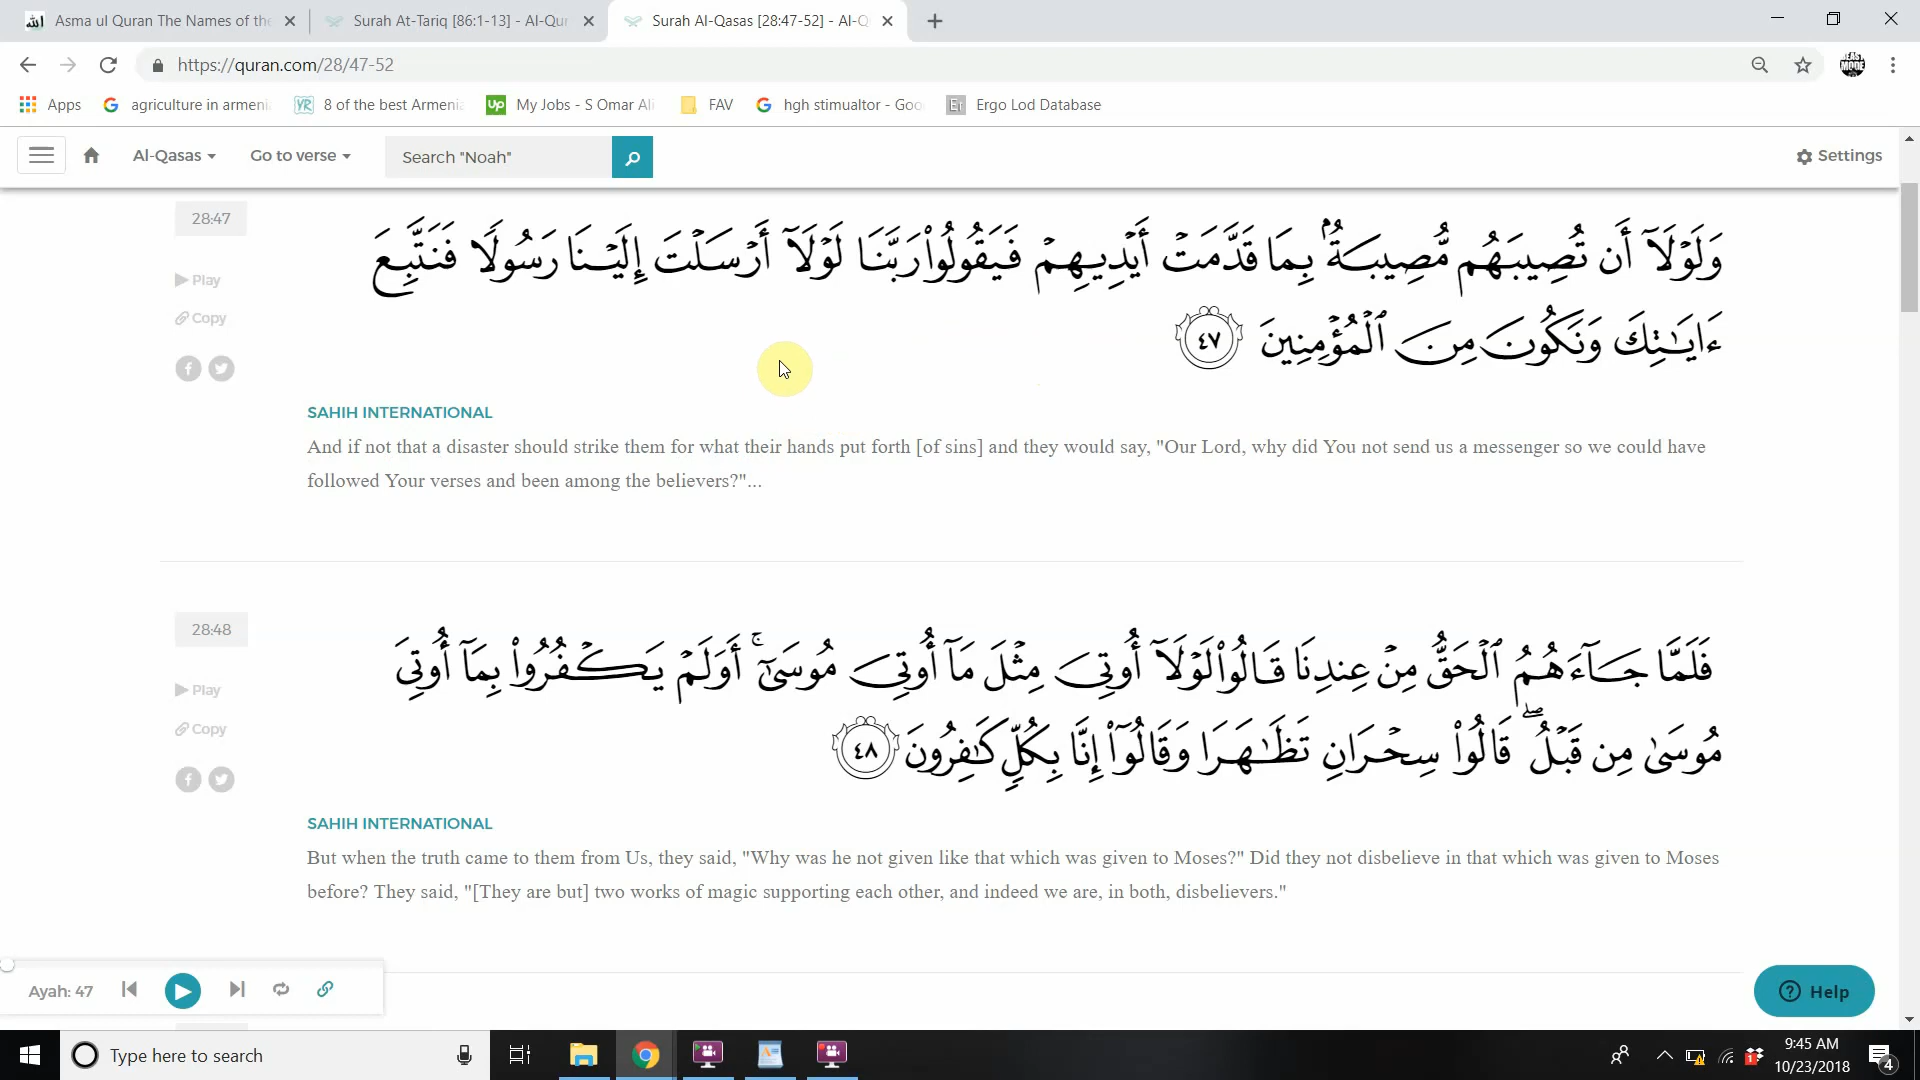 Asma ul Quran The Names of the
Surah At-Tariq [86:1-13] - Al-Qur
Surah Al-Qasas [28:47-52] - Al-Q
https://quran.com/28/47-52
Apps
agriculture in armeni
8 of the best Armenia
My Jobs - S Omar Ali
FAV
hgh stimualtor - Goo
Ergo Lod Database
Al-Qasas
Go to verse
Search "Noah"
Settings
28:47
وَلَوْلَآ أَن تُصِيبَهُم مُّصِيبَةٌۢ بِمَا قَدَّمَتْ أَيْدِيهِمْ فَيَقُولُوا۟ رَبَّنَا لَوْلَآ أَرْسَلْتَ إِلَيْنَا رَسُولًا فَنَتَّبِعَ
ءَايَـٰتِكَ وَنَكُونَ مِنَ ٱلْمُؤْمِنِينَ ٤٧
Play
Copy
SAHIH INTERNATIONAL
And if not that a disaster should strike them for what their hands put forth [of sins] and they would say, "Our Lord, why did You not send us a messenger so we could have
followed Your verses and been among the believers?"...
28:48
فَلَمَّا جَآءَهُمُ ٱلْحَقُّ مِنْ عِندِنَا قَالُوا۟ لَوْلَآ أُوتِىَ مِثْلَ مَآ أُوتِىَ مُوسَىٰٓ ۚ أَوَلَمْ يَكْفُرُوا۟ بِمَآ أُوتِىَ
مُوسَىٰ مِن قَبْلُ ۖ قَالُوا۟ سِحْرَانِ تَظَـٰهَرَا وَقَالُوٓا۟ إِنَّا بِكُلٍّ كَـٰفِرُونَ ٤٨
Play
Copy
SAHIH INTERNATIONAL
But when the truth came to them from Us, they said, "Why was he not given like that which was given to Moses?" Did they not disbelieve in that which was given to Moses
before? They said, "[They are but] two works of magic supporting each other, and indeed we are, in both, disbelievers."
Ayah: 47
Help
Type here to search
9:45 AM
10/23/2018
4